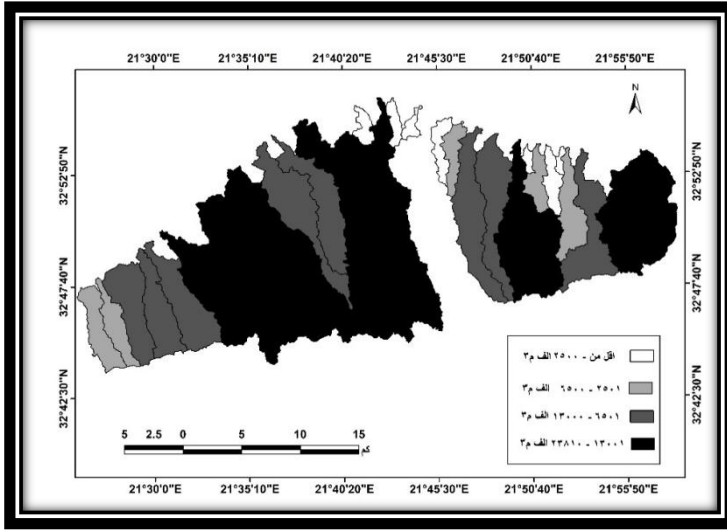 21°30'0"E 21°35'10"E 21°40'20"E 21°45'30"E 21°50'40"E 21°55'50"E
N
32°52'50"N
32°47'40"N
32°42'30"N
32°52'50"N
32°47'40"N
32°42'30"N
اقل من - ٢٥٠٠ الف م٣
٢٥٠١ - ٦٥٠٠ الف م٣
٦٥٠١ - ١٣٠٠٠ الف م٣
١٣٠٠١ - ٢٣٨١٠ الف م٣
5 2.5 0 5 10 15
كم
21°30'0"E 21°35'10"E 21°40'20"E 21°45'30"E 21°50'40"E 21°55'50"E